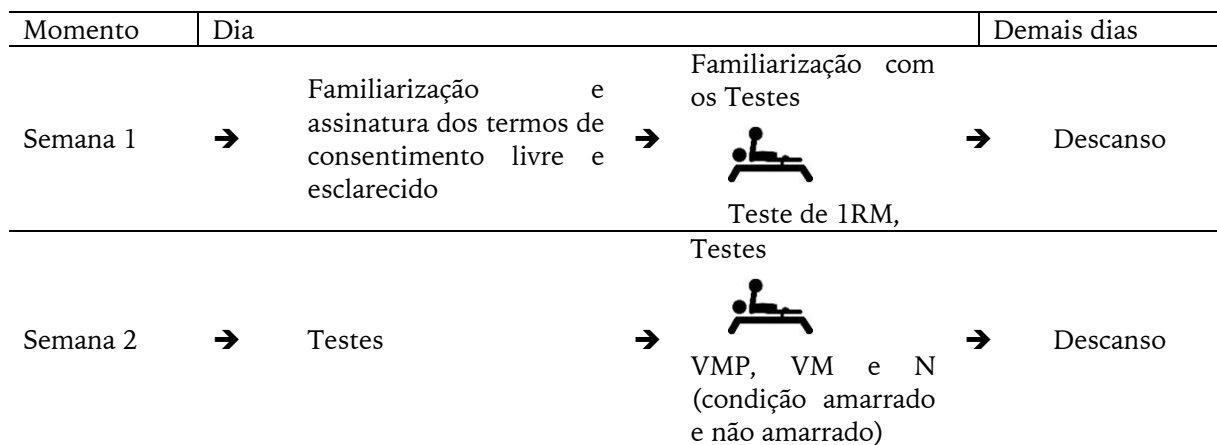 Momento Dia Demais dias
Familiarização com
os Testes
Familiarização e
assinatura dos termos de
consentimento livre e
esclarecido
Semana 1 ➔ ➔ ➔ Descanso
Teste de 1RM,
Testes
Semana 2 ➔ Testes ➔ ➔ Descanso
VMP, VM e N
(condição amarrado
e não amarrado)